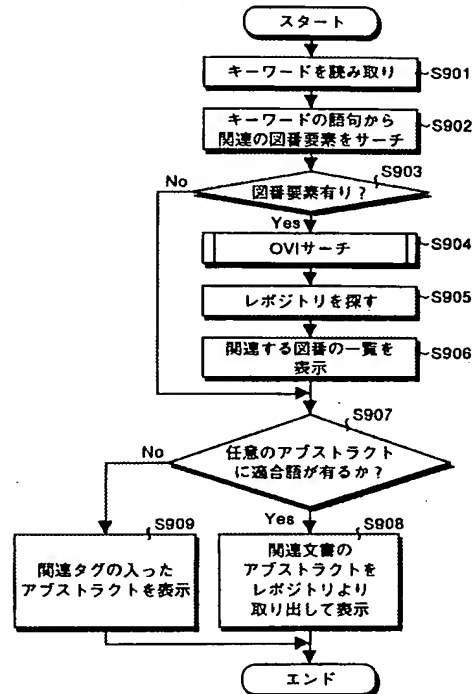 スタート
キーワードを読み取り
S901
キーワードの語句から
関連の図番要素をサーチ
S902
S903
図番要素有り？
No
Yes
OVIサーチ
S904
レポジトリを探す
S905
関連する図番の一覧を
表示
S906
S907
任意のアブストラクト
に適合語が有るか？
No
Yes
S909
関連タグの入った
アブストラクトを表示
S908
関連文書の
アブストラクトを
レポジトリより
取り出して表示
エンド